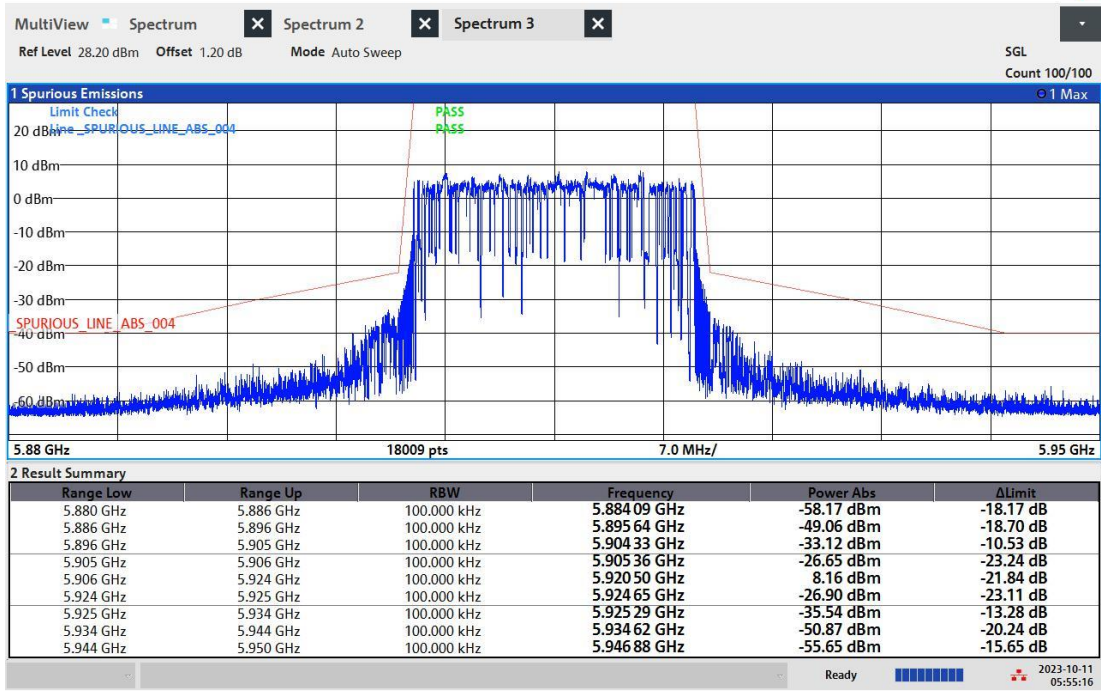 MultiView Spectrum Spectrum 2 Spectrum 3
Ref Level 28.20 dBm Offset 1.20 dB Mode Auto Sweep SGL
Count 100/100
1 Spurious Emissions 1 Max
Limit Check PASS
Line _SPURIOUS_LINE_ABS_004 PASS
20 dBm
10 dBm
0 dBm
-10 dBm
-20 dBm
-30 dBm
SPURIOUS_LINE_ABS_004
-40 dBm
-50 dBm
-60 dBm
5.88 GHz 18009 pts 7.0 MHz/ 5.95 GHz
2 Result Summary
Range Low Range Up RBW Frequency Power Abs ΔLimit
5.880 GHz 5.886 GHz 100.000 kHz 5.884 09 GHz -58.17 dBm -18.17 dB
5.886 GHz 5.896 GHz 100.000 kHz 5.895 64 GHz -49.06 dBm -18.70 dB
5.896 GHz 5.905 GHz 100.000 kHz 5.904 33 GHz -33.12 dBm -10.53 dB
5.905 GHz 5.906 GHz 100.000 kHz 5.905 36 GHz -26.65 dBm -23.24 dB
5.906 GHz 5.924 GHz 100.000 kHz 5.920 50 GHz 8.16 dBm -21.84 dB
5.924 GHz 5.925 GHz 100.000 kHz 5.924 65 GHz -26.90 dBm -23.11 dB
5.925 GHz 5.934 GHz 100.000 kHz 5.925 29 GHz -35.54 dBm -13.28 dB
5.934 GHz 5.944 GHz 100.000 kHz 5.934 62 GHz -50.87 dBm -20.24 dB
5.944 GHz 5.950 GHz 100.000 kHz 5.946 88 GHz -55.65 dBm -15.65 dB
Ready 2023-10-11
05:55:16